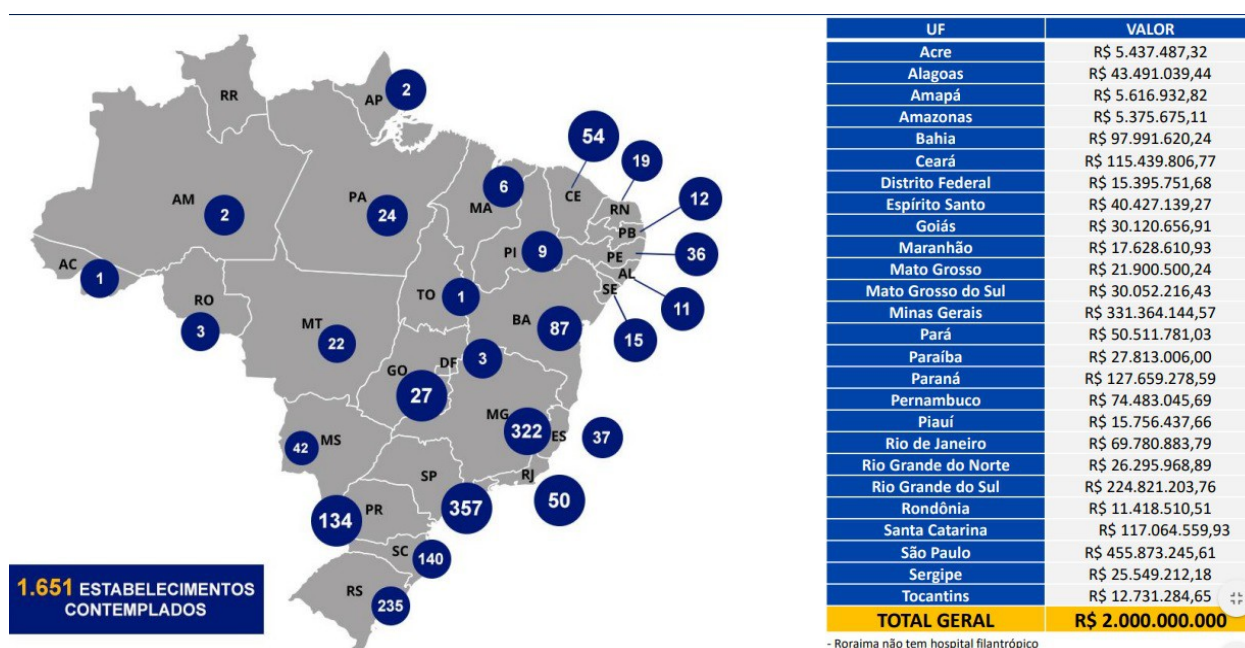 RR
AP
2
54
19
AM
2
PA
24
6
MA
CE
RN
12
PB
PI
9
PE
36
AC
1
AL
TO
1
SE
11
RO
3
MT
22
BA
87
15
DF
3
GO
27
MG
322
ES
37
42
MS
RJ
SP
50
357
134
PR
SC
140
RS
235
1.651 ESTABELECIMENTOS
CONTEMPLADOS
UF VALOR
Acre R$ 5.437.487,32
Alagoas R$ 43.491.039,44
Amapá R$ 5.616.932,82
Amazonas R$ 5.375.675,11
Bahia R$ 97.991.620,24
Ceará R$ 115.439.806,77
Distrito Federal R$ 15.395.751,68
Espírito Santo R$ 40.427.139,27
Goiás R$ 30.120.656,91
Maranhão R$ 17.628.610,93
Mato Grosso R$ 21.900.500,24
Mato Grosso do Sul R$ 30.052.216,43
Minas Gerais R$ 331.364.144,57
Pará R$ 50.511.781,03
Paraíba R$ 27.813.006,00
Paraná R$ 127.659.278,59
Pernambuco R$ 74.483.045,69
Piauí R$ 15.756.437,66
Rio de Janeiro R$ 69.780.883,79
Rio Grande do Norte R$ 26.295.968,89
Rio Grande do Sul R$ 224.821.203,76
Rondônia R$ 11.418.510,51
Santa Catarina R$ 117.064.559,93
São Paulo R$ 455.873.245,61
Sergipe R$ 25.549.212,18
Tocantins R$ 12.731.284,65
TOTAL GERAL R$ 2.000.000.000
- Roraima não tem hospital filantrópico